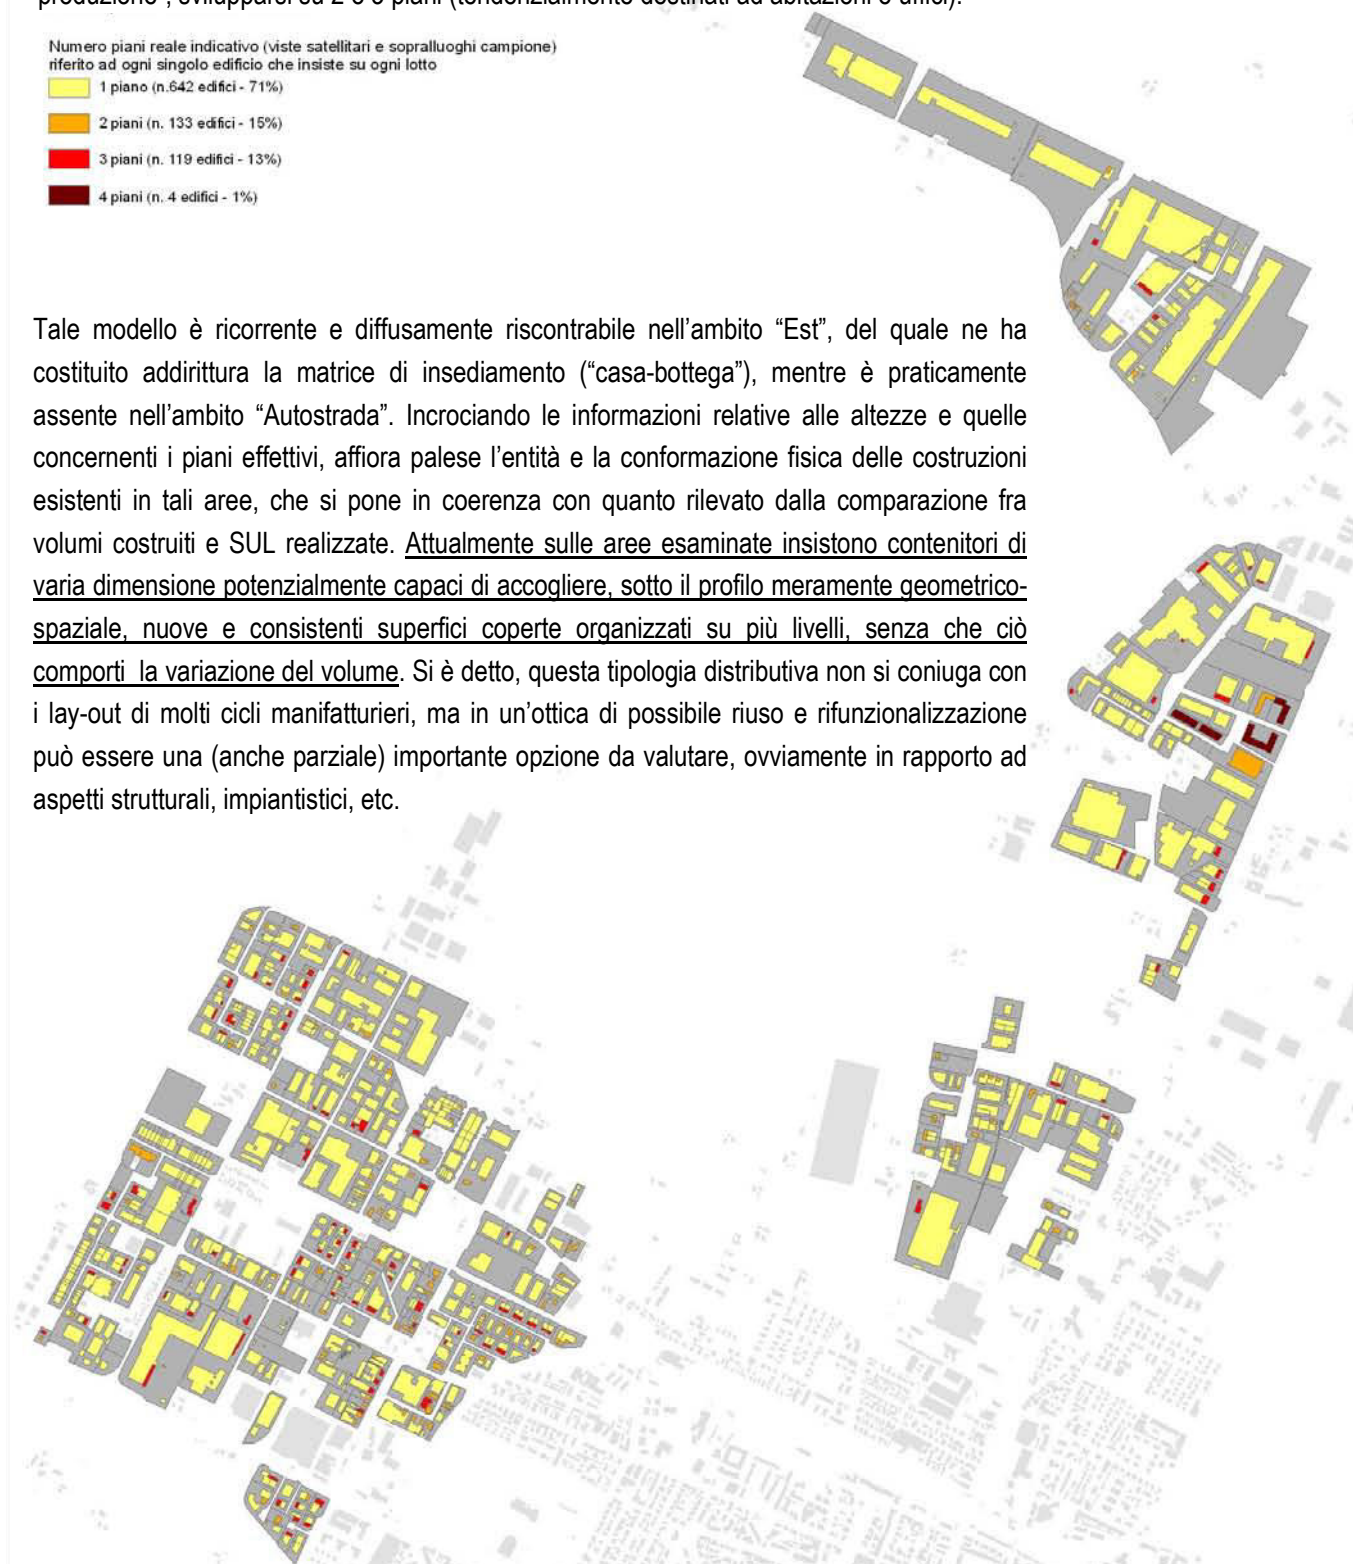 produzione", svilupparsi su 2 o 3 piani (tendenzialmente destinati ad abitazioni o uffici).
Numero piani reale indicativo (viste satellitari e sopralluoghi campione)
riferito ad ogni singolo edificio che insiste su ogni lotto
1 piano (n.642 edifici - 71%)
2 piani (n. 133 edifici - 15%)
3 piani (n. 119 edifici - 13%)
4 piani (n. 4 edifici - 1%)
Tale modello è ricorrente e diffusamente riscontrabile nell'ambito “Est”, del quale ne ha
costituito addirittura la matrice di insediamento (“casa-bottega”), mentre è praticamente
assente nell'ambito “Autostrada”. Incrociando le informazioni relative alle altezze e quelle
concernenti i piani effettivi, affiora palese l'entità e la conformazione fisica delle costruzioni
esistenti in tali aree, che si pone in coerenza con quanto rilevato dalla comparazione fra
volumi costruiti e SUL realizzate. Attualmente sulle aree esaminate insistono contenitori di
varia dimensione potenzialmente capaci di accogliere, sotto il profilo meramente geometrico-
spaziale, nuove e consistenti superfici coperte organizzati su più livelli, senza che ciò
comporti la variazione del volume. Si è detto, questa tipologia distributiva non si coniuga con
i lay-out di molti cicli manifatturieri, ma in un'ottica di possibile riuso e rifunzionalizzazione
può essere una (anche parziale) importante opzione da valutare, ovviamente in rapporto ad
aspetti strutturali, impiantistici, etc.